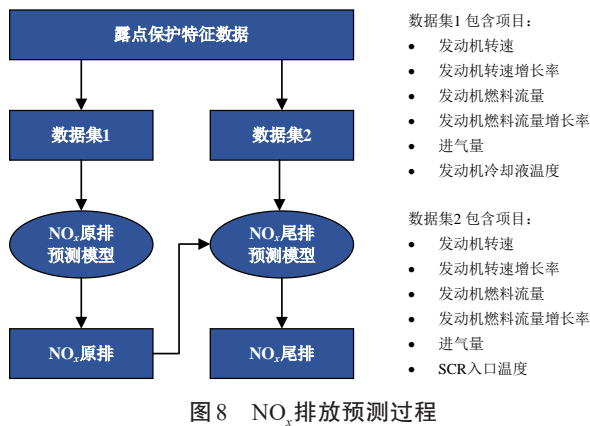 露点保护特征数据
数据集1
数据集2
NOx原排
预测模型
NOx尾排
预测模型
NOx原排
NOx尾排
数据集1 包含项目：
• 发动机转速
• 发动机转速增长率
• 发动机燃料流量
• 发动机燃料流量增长率
• 进气量
• 发动机冷却液温度
数据集2 包含项目：
• 发动机转速
• 发动机转速增长率
• 发动机燃料流量
• 发动机燃料流量增长率
• 进气量
• SCR入口温度
图8 NOx排放预测过程